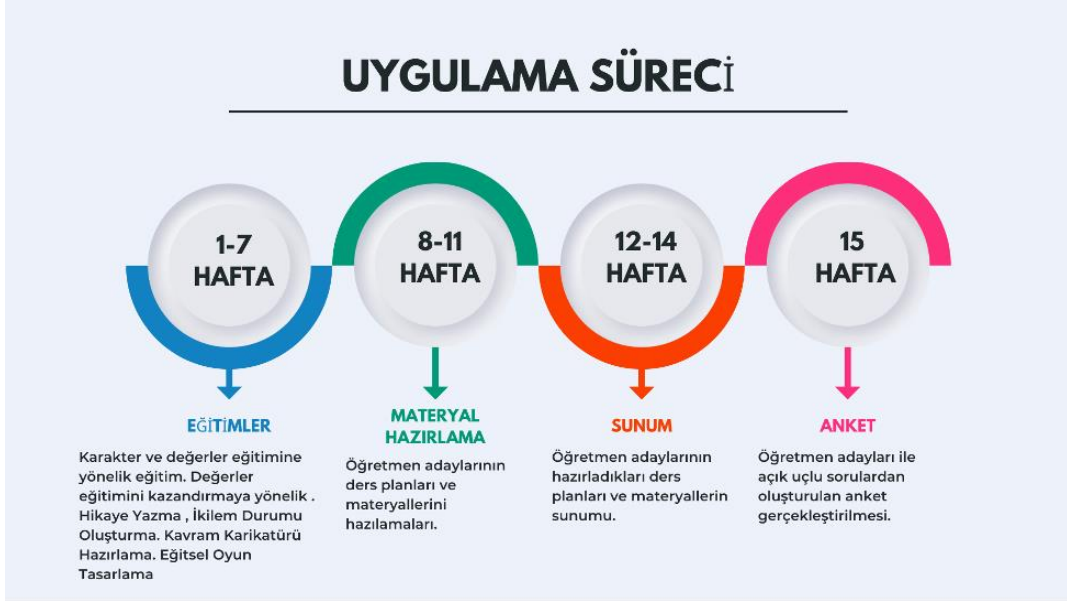 UYGULAMA SÜRECİ
1-7
HAFTA
8-11
HAFTA
12-14
HAFTA
15
HAFTA
EĞİTİMLER
Karakter ve değerler eğitimine
yönelik eğitim. Değerler
eğitimini kazandırmaya yönelik .
Hikaye Yazma , İkilem Durumu
Oluşturma. Kavram Karikatürü
Hazırlama. Eğitsel Oyun
Tasarlama
MATERYAL
HAZIRLAMA
Öğretmen adaylarının
ders planları ve
materyallerini
hazılamaları.
SUNUM
Öğretmen adaylarının
hazırladıkları ders
planları ve materyallerin
sunumu.
ANKET
Öğretmen adayları ile
açık uçlu sorulardan
oluşturulan anket
gerçekleştirilmesi.